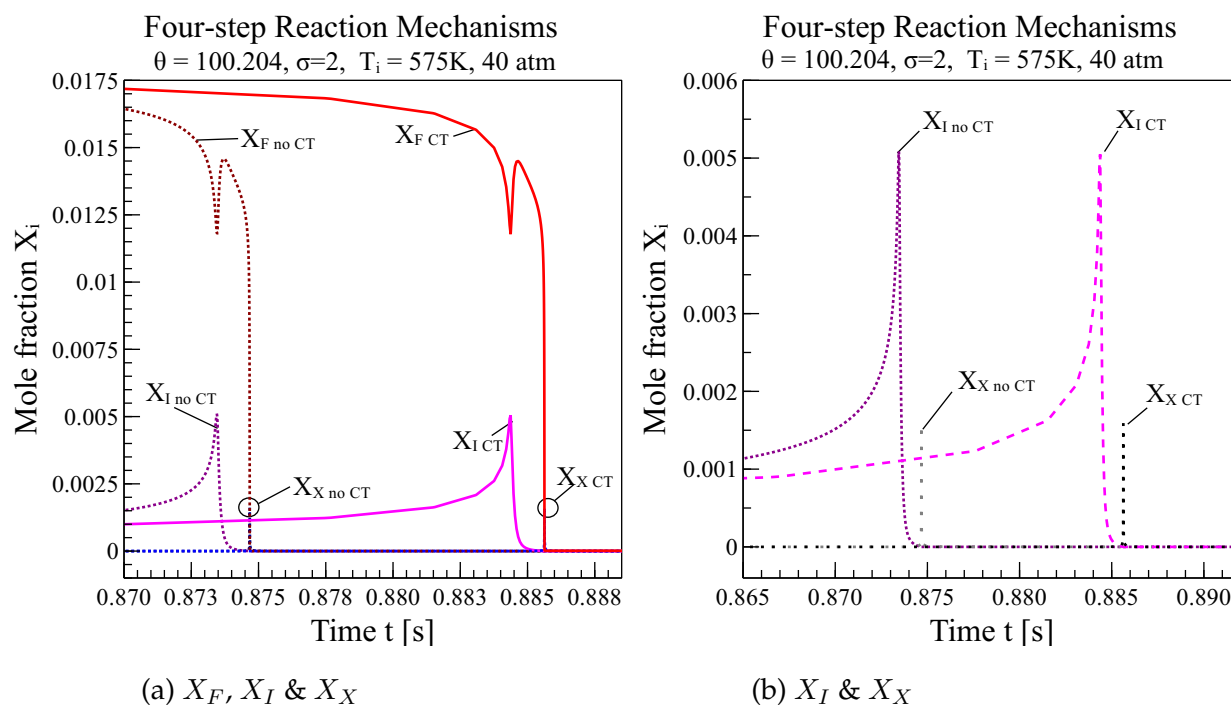 Four-step Reaction Mechanisms
θ = 100.204, σ=2, T_i = 575K, 40 atm
Mole fraction X_i
0.0175
0.015
0.0125
0.01
0.0075
0.005
0.0025
0
X_F no CT
X_F CT
X_I no CT
X_I CT
X_X no CT
X_X CT
0.870 0.873 0.875 0.878 0.880 0.883 0.885 0.888
Time t [s]
(a) X_F, X_I & X_X
Four-step Reaction Mechanisms
θ = 100.204, σ=2, T_i = 575K, 40 atm
Mole fraction X_i
0.006
0.005
0.004
0.003
0.002
0.001
0
X_I no CT
X_I CT
X_X no CT
X_X CT
0.865 0.870 0.875 0.880 0.885 0.890
Time t [s]
(b) X_I & X_X